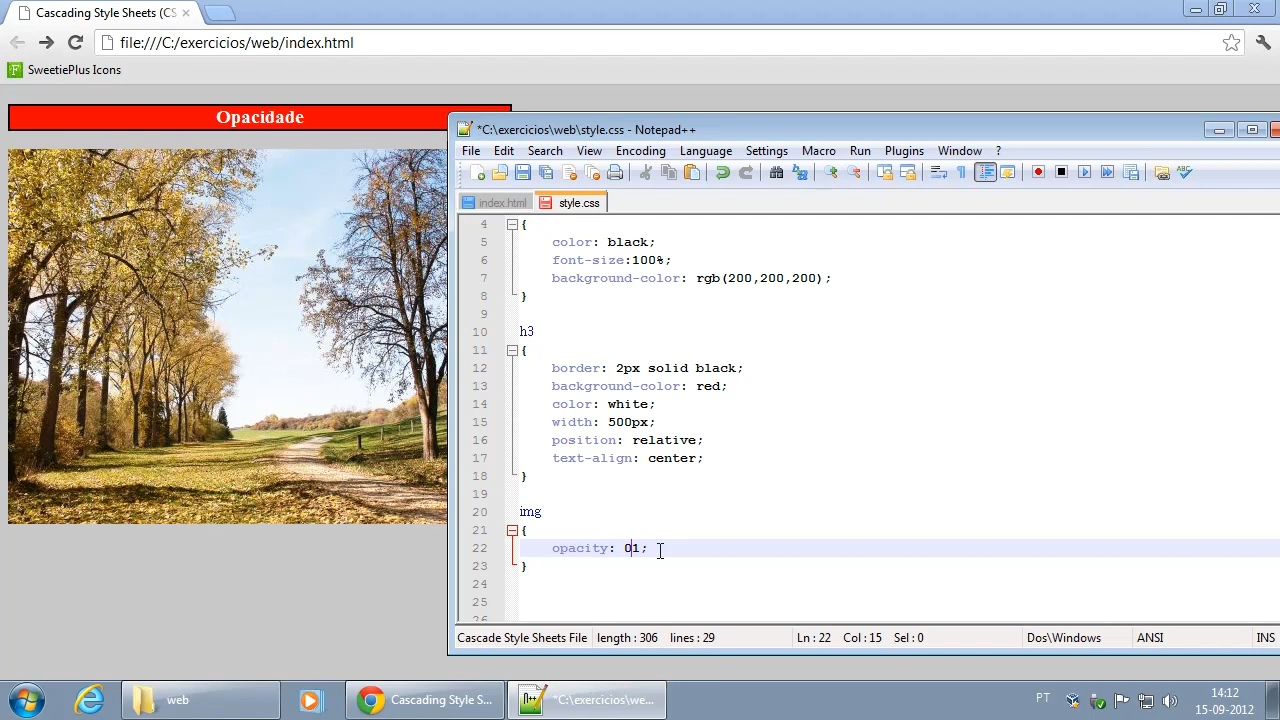 Cascading Style Sheets (CS
file:///C:/exercicios/web/index.html
SweetiePlus Icons
Opacidade
*C:\exercicios\web\style.css - Notepad++
File Edit Search View Encoding Language Settings Macro Run Plugins Window ?
index.html style.css
4 {
5 color: black;
6 font-size:100%;
7 background-color: rgb(200,200,200);
8 }
9
10 h3
11 {
12 border: 2px solid black;
13 background-color: red;
14 color: white;
15 width: 500px;
16 position: relative;
17 text-align: center;
18 }
19
20 img
21 {
22 opacity: 01;
23 }
24
25
26
Cascade Style Sheets File length : 306 lines : 29 Ln : 22 Col : 15 Sel : 0 Dos\Windows ANSI INS
web Cascading Style S... *C:\exercicios\we... PT 14:12
15-09-2012